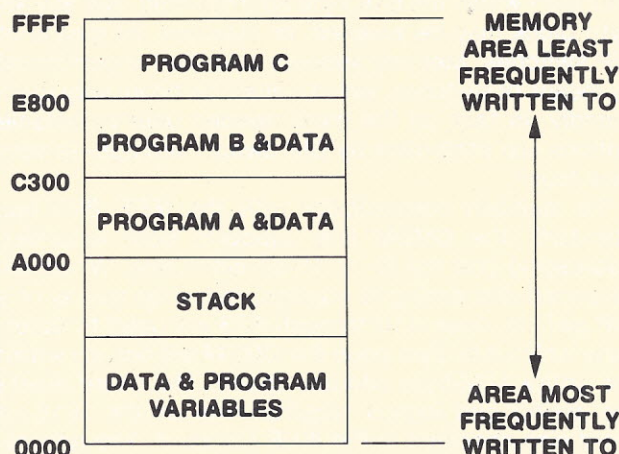 FFFF
PROGRAM C
E800
PROGRAM B &DATA
C300
PROGRAM A &DATA
A000
STACK
DATA & PROGRAM
VARIABLES
0000
MEMORY
AREA LEAST
FREQUENTLY
WRITTEN TO
AREA MOST
FREQUENTLY
WRITTEN TO